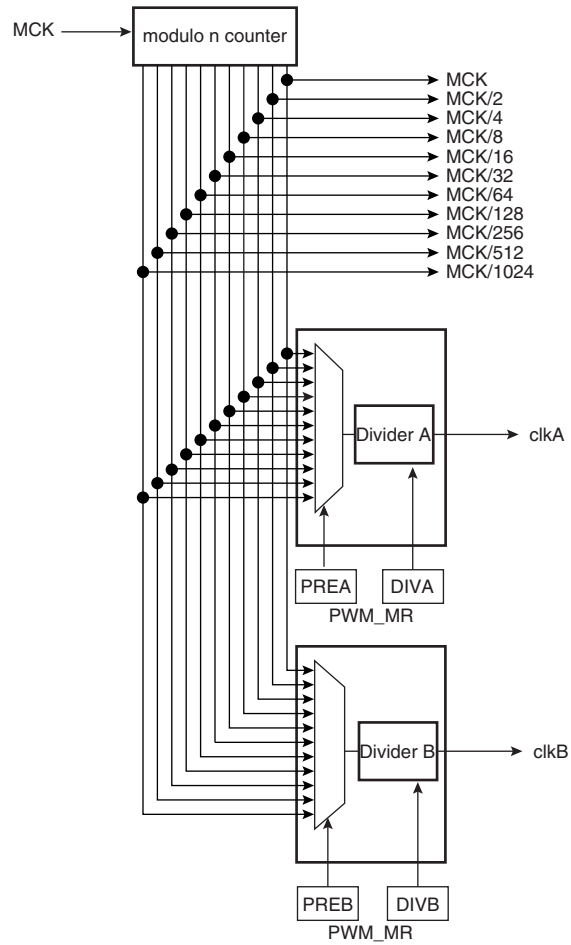 MCK
modulo n counter
MCK
MCK/2
MCK/4
MCK/8
MCK/16
MCK/32
MCK/64
MCK/128
MCK/256
MCK/512
MCK/1024
Divider A
clkA
PREA
DIVA
PWM_MR
Divider B
clkB
PREB
DIVB
PWM_MR